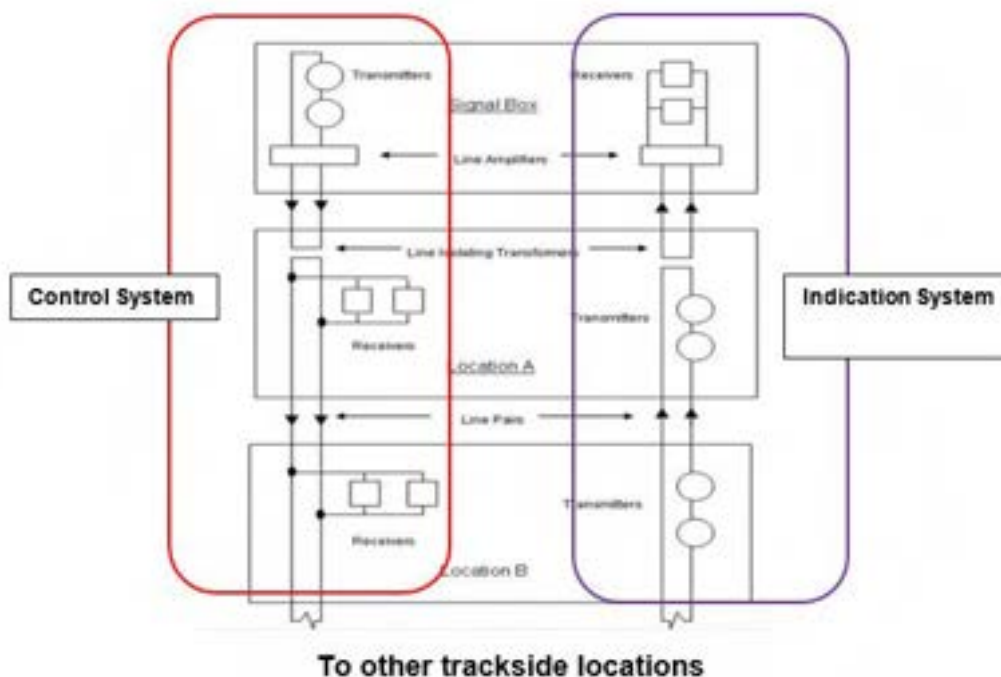 Transmitters
Receivers
Signal Box
Line Amplifiers
Line Isolating Transformers
Control System
Indication System
Transmitters
Receivers
Location A
Line Pairs
Transmitters
Receivers
Location B
To other trackside locations